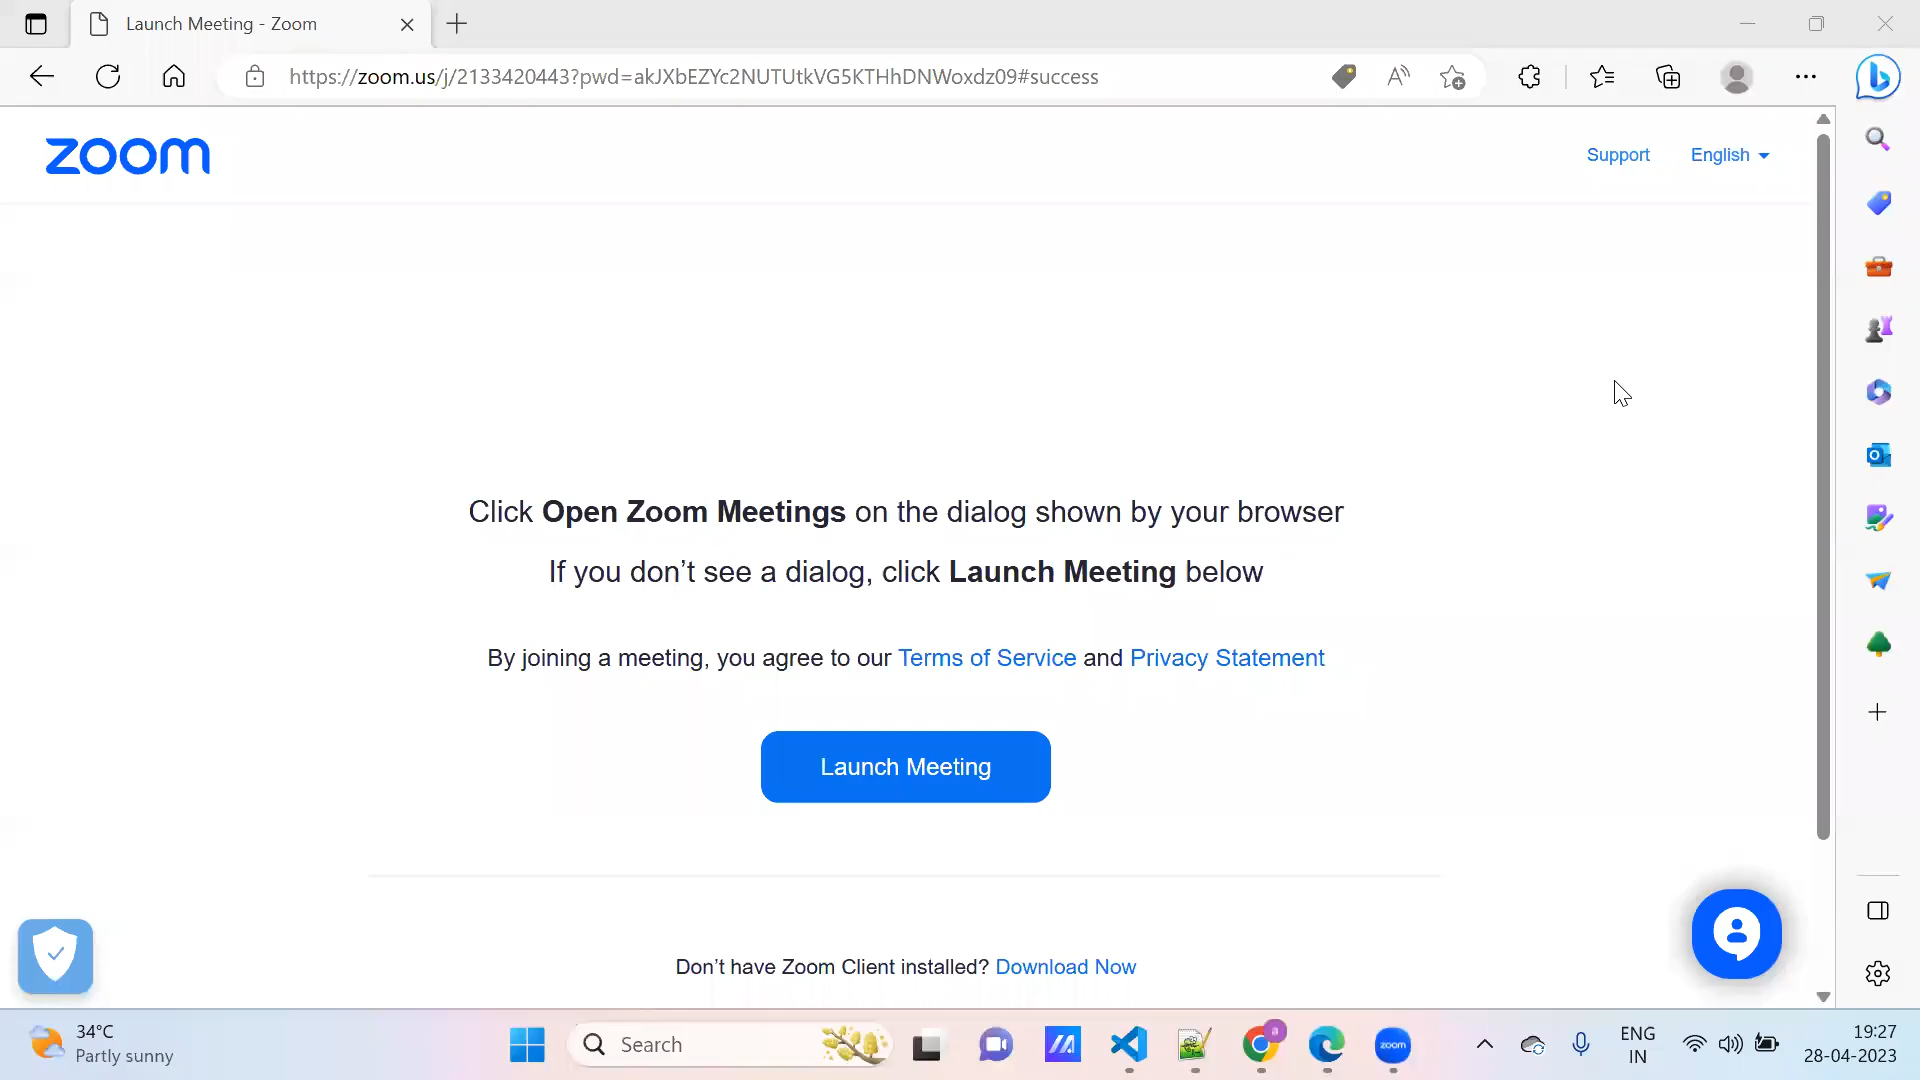 Launch Meeting - Zoom
https://zoom.us/j/2133420443?pwd=akJXbEZYc2NUTUtkVG5KTHhDNWoxdz09#success
zoom
Support
English
Click Open Zoom Meetings on the dialog shown by your browser
If you don’t see a dialog, click Launch Meeting below
By joining a meeting, you agree to our Terms of Service and Privacy Statement
Launch Meeting
Don’t have Zoom Client installed? Download Now
34°C
Partly sunny
Search
a
zoom
ENG
IN
19:27
28-04-2023